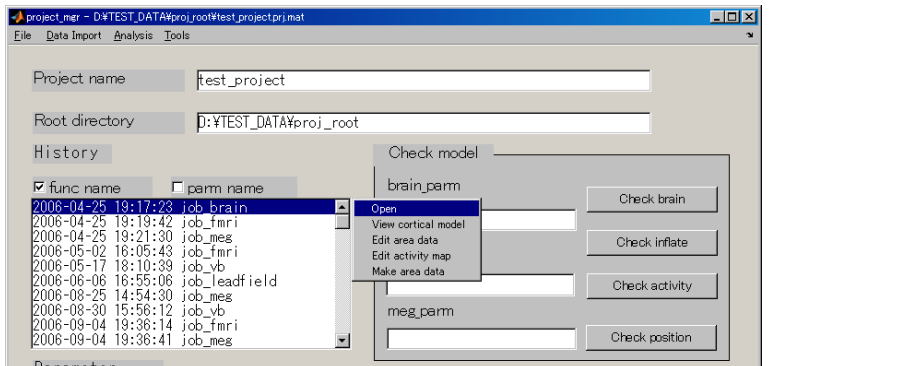 project_mgr - D:¥TEST_DATA¥proj_root¥test_project.prj.mat
File Data Import Analysis Tools
Project name
test_project
Root directory
D:¥TEST_DATA¥proj_root
History
Check model
func name
parm name
brain_parm
2006-04-25 19:17:23 job_brain
2006-04-25 19:19:42 job_fmri
2006-04-25 19:21:30 job_meg
2006-05-02 16:05:43 job_fmri
2006-05-17 18:10:39 job_vb
2006-06-06 16:55:06 job_leadfield
2006-08-25 14:54:30 job_meg
2006-08-30 15:56:12 job_vb
2006-09-04 19:36:14 job_fmri
2006-09-04 19:36:41 job_meg
Open
View cortical model
Edit area data
Edit activity map
Make area data
Check brain
Check inflate
Check activity
meg_parm
Check position
Parameter